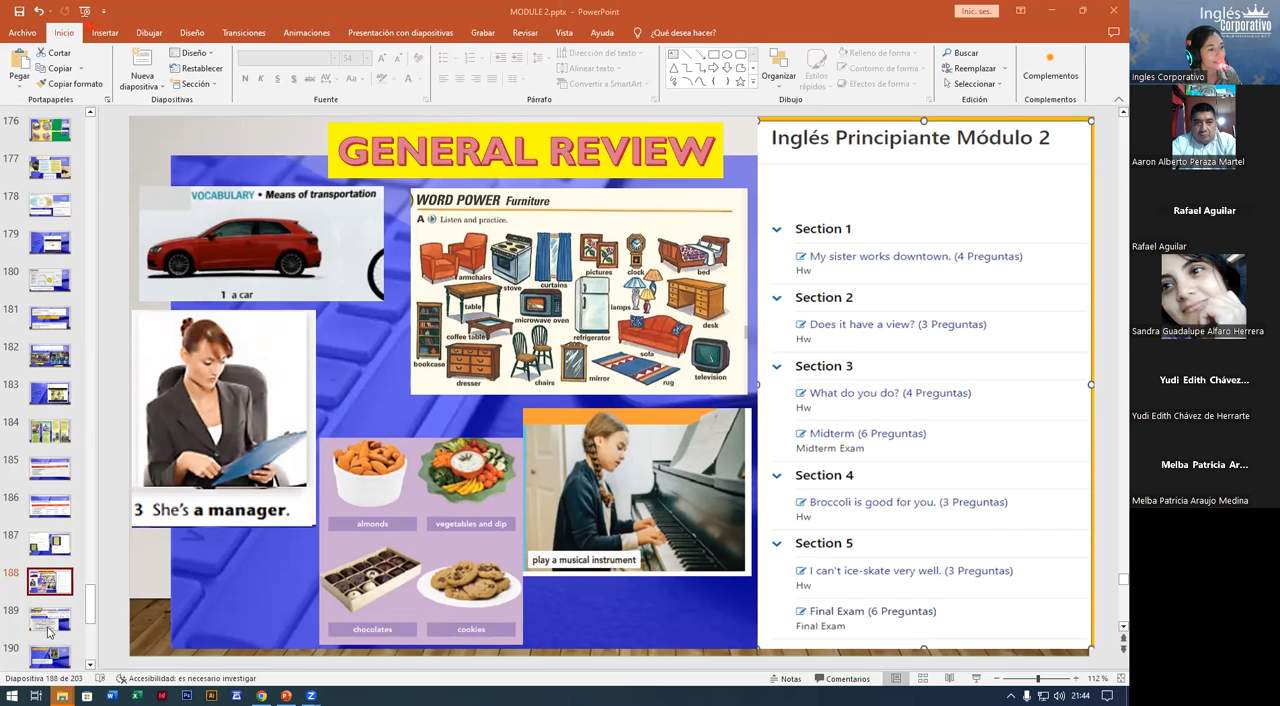 MODULE 2.pptx - PowerPoint
Inic. ses.
Archivo Inicio Insertar Dibujar Diseño Transiciones Animaciones Presentación con diapositivas Grabar Revisar Vista Ayuda ¿Qué desea hacer?
Pegar
Cortar
Copiar
Copiar formato
Portapapeles
Nueva diapositiva
Diseño
Restablecer
Sección
Diapositivas
54
N K S S abc AV Aa A
Fuente
Dirección del texto
Alinear texto
Convertir a SmartArt
Párrafo
Organizar
Estilos rápidos
Relleno de forma
Contorno de forma
Efectos de forma
Dibujo
Buscar
Reemplazar
Seleccionar
Edición
Complementos
Complementos
176
177
178
179
180
181
182
183
184
185
186
187
188
189
190
GENERAL REVIEW
VOCABULARY • Means of transportation
1 a car
WORD POWER Furniture
A Listen and practice.
armchairs
stove
curtains
pictures
clock
bed
table
microwave oven
refrigerator
lamps
desk
coffee table
sofa
bookcase
dresser
chairs
mirror
rug
television
3 She's a manager.
almonds
vegetables and dip
chocolates
cookies
play a musical instrument
Inglés Principiante Módulo 2
Section 1
My sister works downtown. (4 Preguntas)
Hw
Section 2
Does it have a view? (3 Preguntas)
Hw
Section 3
What do you do? (4 Preguntas)
Hw
Midterm (6 Preguntas)
Midterm Exam
Section 4
Broccoli is good for you. (3 Preguntas)
Hw
Section 5
I can't ice-skate very well. (3 Preguntas)
Hw
Final Exam (6 Preguntas)
Final Exam
Inglés
Corporativo
Ingles Corporativo
Aaron Alberto Peraza Martel
Rafael Aguilar
Rafael Aguilar
Sandra Guadalupe Alfaro Herrera
Yudi Edith Chávez...
Yudi Edith Chávez de Herrarte
Melba Patricia Ar...
Melba Patricia Araujo Medina
Diapositiva 188 de 203
Accesibilidad: es necesario investigar
Notas
Comentarios
112 %
21:44